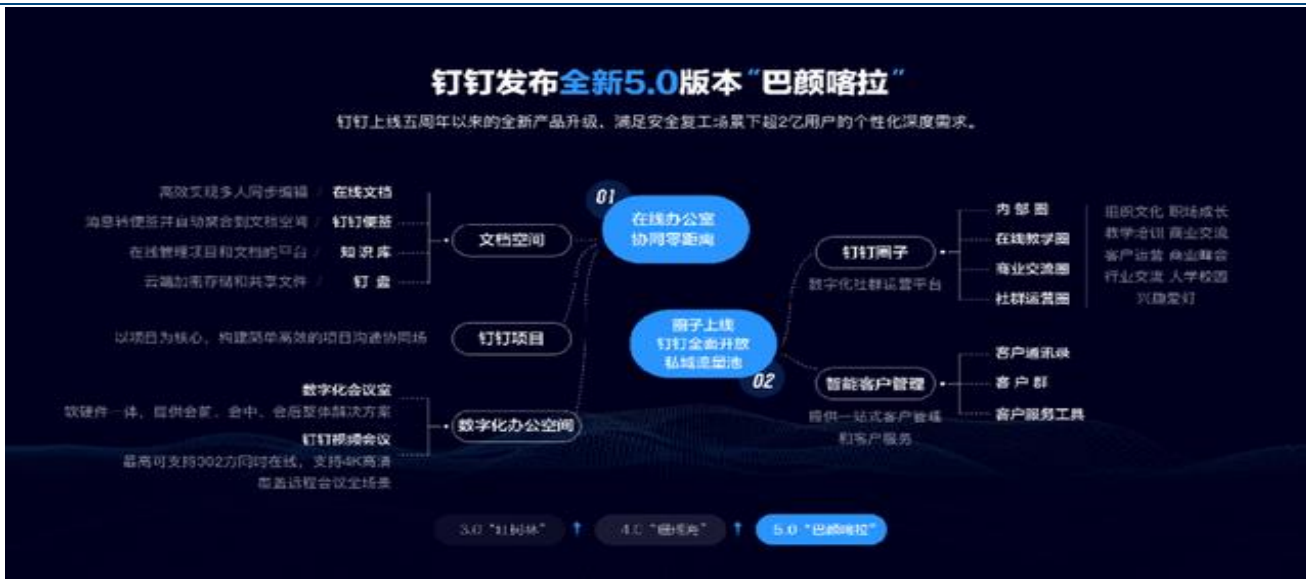 钉钉发布全新5.0版本“巴颜喀拉”
钉钉上线五周年以来的全新产品升级，满足安全复工场景下超2亿用户的个性化深度需求。
01
在线办公室
协同零距离
文档空间
高效实现多人同步编辑 / 在线文档
消息转便签并自动聚合到文档空间 / 钉钉便签
在线管理项目和文档的平台 / 知识库
云端加密存储和共享文件 / 钉盘
钉钉项目
以项目为核心，构建简单高效的项目沟通协同场
数字化办公空间
数字化会议室
软硬件一体，提供会前、会中、会后整体解决方案
钉钉视频会议
最高可支持302方同时在线，支持4K高清
覆盖远程会议全场景
圈子上线
钉钉全面开放
私域流量池
02
钉钉圈子
数字化社群运营平台
内部圈
在线教学圈
商业交流圈
社群运营圈
组织文化 职场成长
教学培训 商业交流
客户运营 商业峰会
行业交流 大学校园
兴趣爱好
智能客户管理
提供一站式客户管理
和客户服务
客户通讯录
客户群
客户服务工具
3.0 “红树林” ↑ 4.0 ↑ 5.0 “巴颜喀拉”